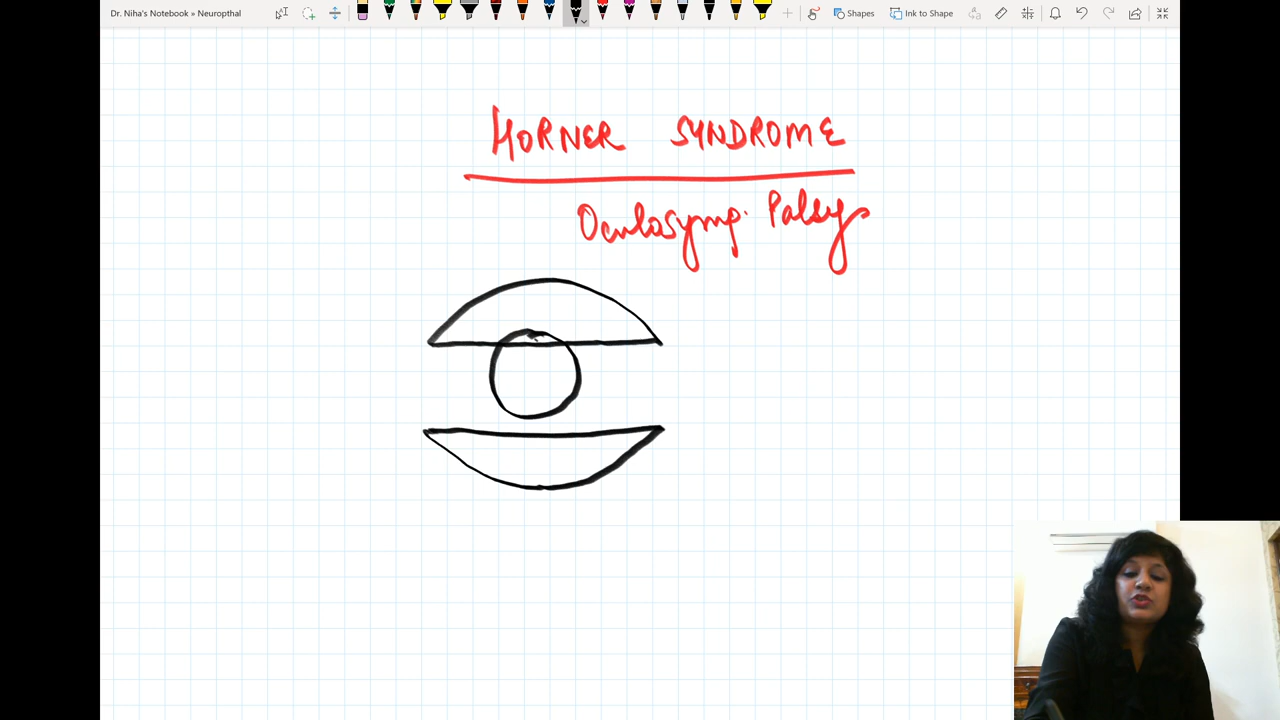 Dr. Niha's Notebook » Neuropthal
Shapes
Ink to Shape
HORNER SYNDROME
Oculosymp. Palsy